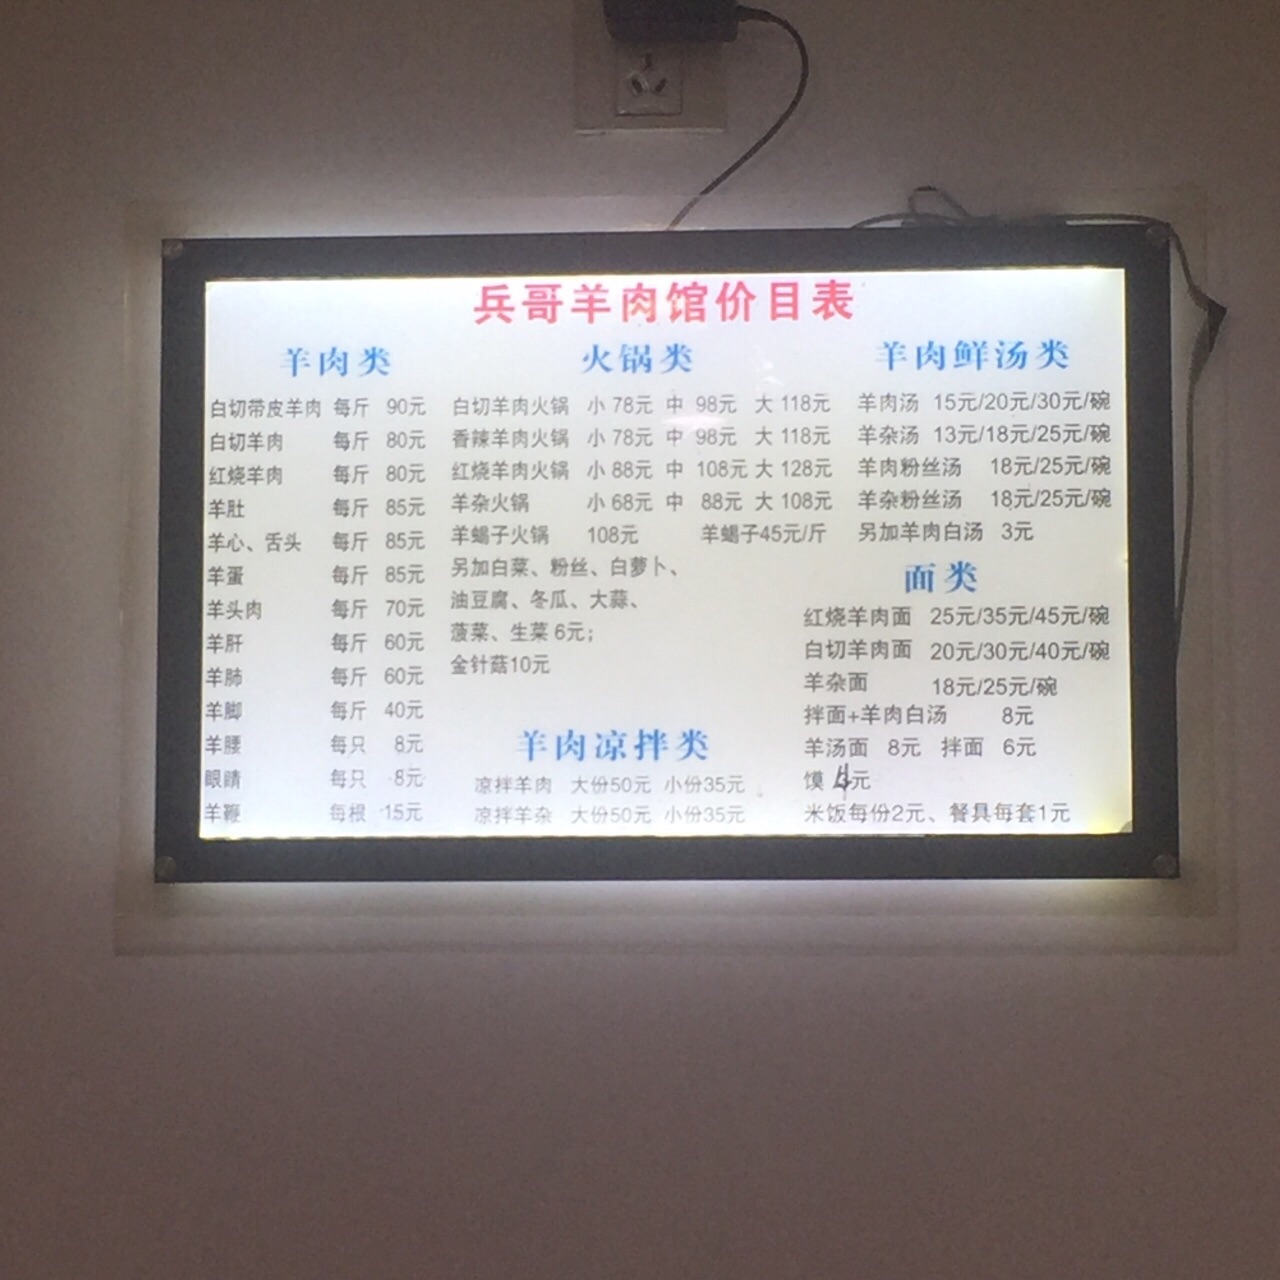 兵哥羊肉馆价目表
羊肉类
白切带皮羊肉 每斤 90元
白切羊肉 每斤 80元
红烧羊肉 每斤 80元
羊肚 每斤 85元
羊心、舌头 每斤 85元
羊蛋 每斤 85元
羊头肉 每斤 70元
羊肝 每斤 60元
羊肺 每斤 60元
羊脚 每斤 40元
羊腰 每只 8元
眼睛 每只 8元
羊鞭 每根 15元
火锅类
白切羊肉火锅 小 78元 中 98元 大 118元
香辣羊肉火锅 小 78元 中 98元 大 118元
红烧羊肉火锅 小 88元 中 108元 大 128元
羊杂火锅 小 68元 中 88元 大 108元
羊蝎子火锅 108元 羊蝎子45元/斤
另加白菜、粉丝、白萝卜、
油豆腐、冬瓜、大蒜、
菠菜、生菜 6元;
金针菇10元
羊肉凉拌类
凉拌羊肉 大份50元 小份35元
凉拌羊杂 大份50元 小份35元
羊肉鲜汤类
羊肉汤 15元/20元/30元/碗
羊杂汤 13元/18元/25元/碗
羊肉粉丝汤 18元/25元/碗
羊杂粉丝汤 18元/25元/碗
另加羊肉白汤 3元
面类
红烧羊肉面 25元/35元/45元/碗
白切羊肉面 20元/30元/40元/碗
羊杂面 18元/25元/碗
拌面+羊肉白汤 8元
羊汤面 8元 拌面 6元
馍 元
米饭每份2元、餐具每套1元